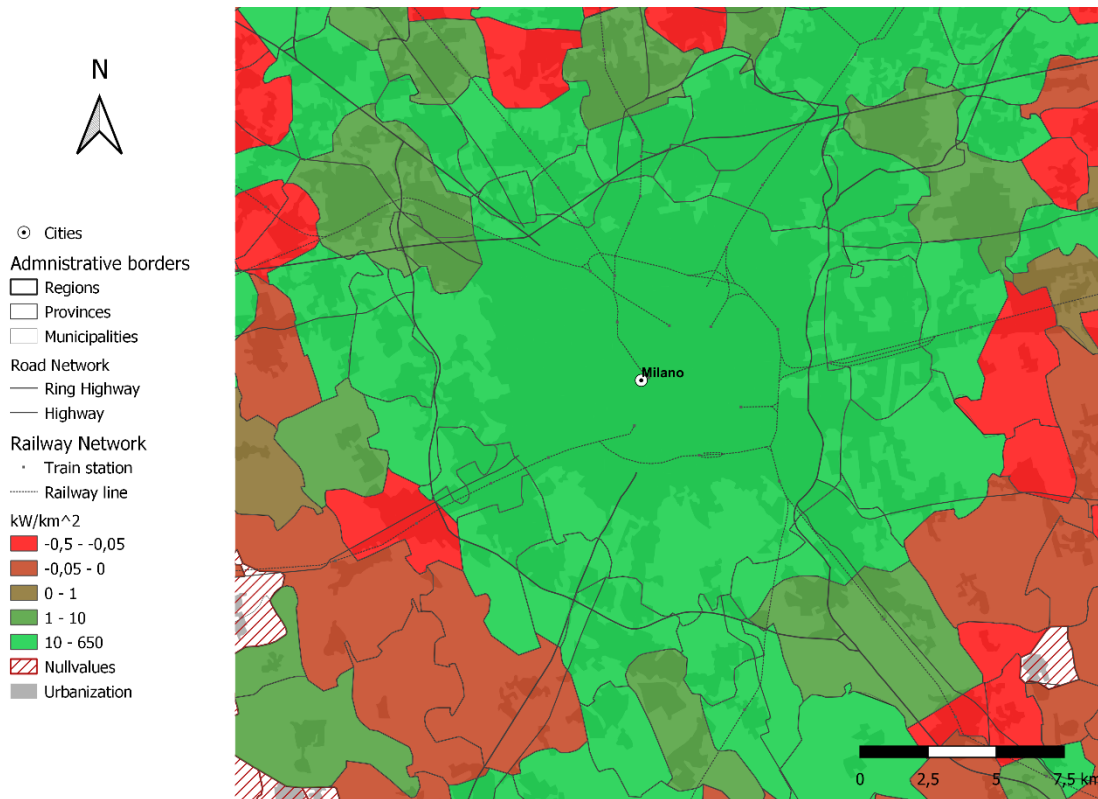 N
Cities
Admnistrative borders
Regions
Provinces
Municipalities
Road Network
Ring Highway
Highway
Railway Network
Train station
Railway line
kW/km^2
-0,5 - -0,05
-0,05 - 0
0 - 1
1 - 10
10 - 650
Nullvalues
Urbanization
Milano
0 2,5 5 7,5 km